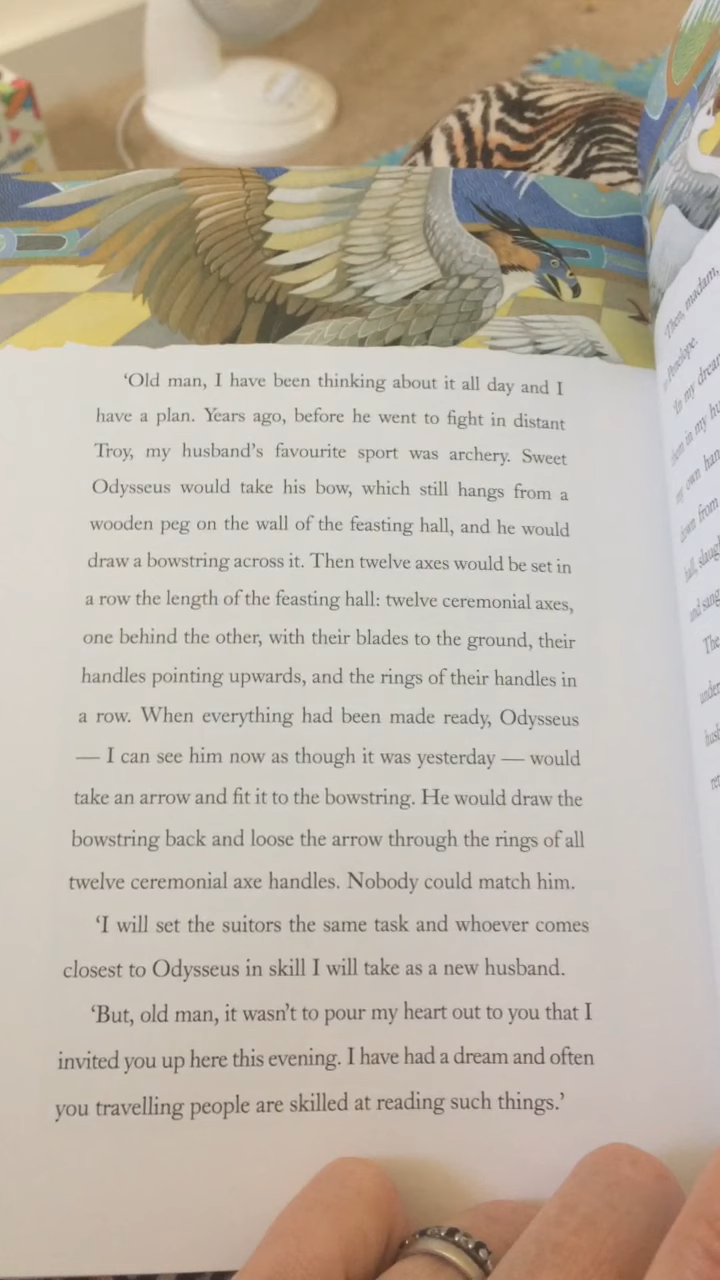 ‘Old man, I have been thinking about it all day and I
have a plan. Years ago, before he went to fight in distant
Troy, my husband’s favourite sport was archery. Sweet
Odysseus would take his bow, which still hangs from a
wooden peg on the wall of the feasting hall, and he would
draw a bowstring across it. Then twelve axes would be set in
a row the length of the feasting hall: twelve ceremonial axes,
one behind the other, with their blades to the ground, their
handles pointing upwards, and the rings of their handles in
a row. When everything had been made ready, Odysseus
— I can see him now as though it was yesterday — would
take an arrow and fit it to the bowstring. He would draw the
bowstring back and loose the arrow through the rings of all
twelve ceremonial axe handles. Nobody could match him.
‘I will set the suitors the same task and whoever comes
closest to Odysseus in skill I will take as a new husband.
‘But, old man, it wasn’t to pour my heart out to you that I
invited you up here this evening. I have had a dream and often
you travelling people are skilled at reading such things.’
‘Then, madam,
Penelope.
‘In my dream
them in my
my own
down from
hall,
and sang
The